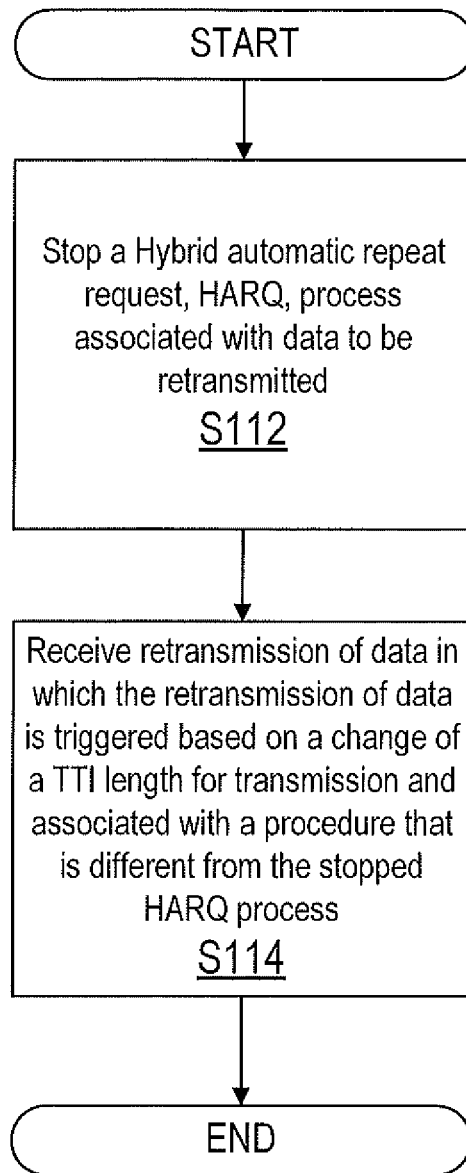 START
Stop a Hybrid automatic repeat
request, HARQ, process
associated with data to be
retransmitted
S112
Receive retransmission of data in
which the retransmission of data
is triggered based on a change of
a TTI length for transmission and
associated with a procedure that
is different from the stopped
HARQ process
S114
END